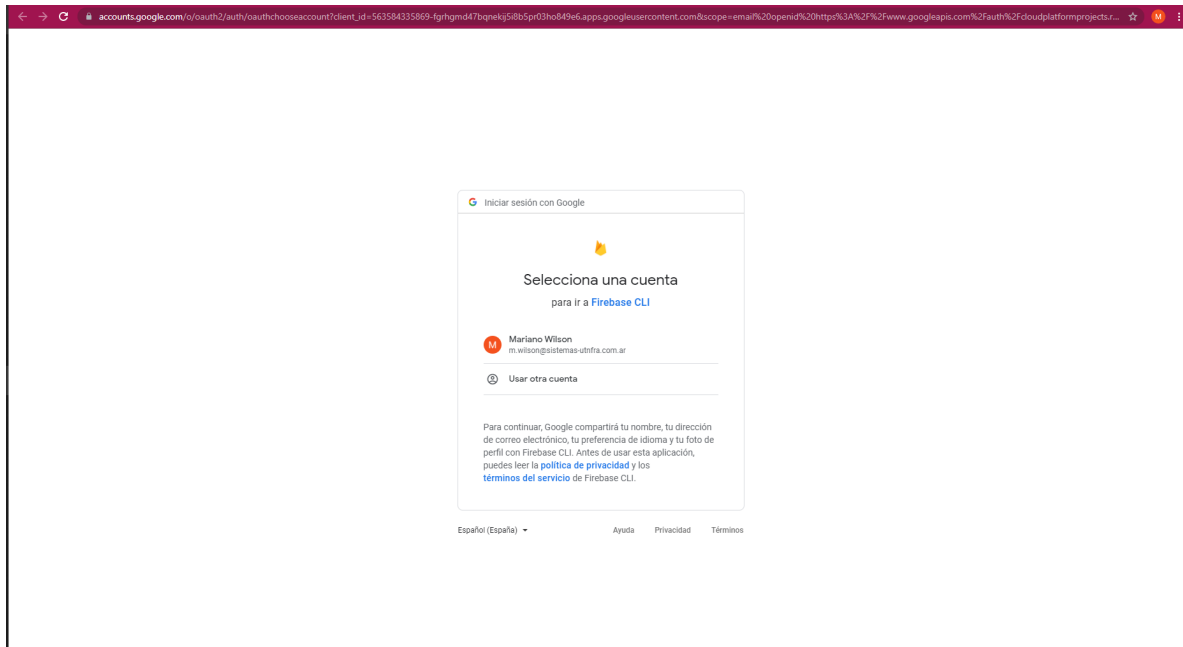 accounts.google.com/o/oauth2/auth/oauthchooseaccount?client_id=563584335869-fgrhgmd47bqnekij5i8b5pr03ho849e6.apps.googleusercontent.com&scope=email%20openid%20https%3A%2F%2Fwww.googleapis.com%2Fauth%2Fcloudplatformprojects.r... M
Iniciar sesión con Google
Selecciona una cuenta
para ir a Firebase CLI
M
Mariano Wilson
m.wilson@sistemas-utnfra.com.ar
Usar otra cuenta
Para continuar, Google compartirá tu nombre, tu dirección
de correo electrónico, tu preferencia de idioma y tu foto de
perfil con Firebase CLI. Antes de usar esta aplicación,
puedes leer la política de privacidad y los
términos del servicio de Firebase CLI.
Español (España) Ayuda Privacidad Términos